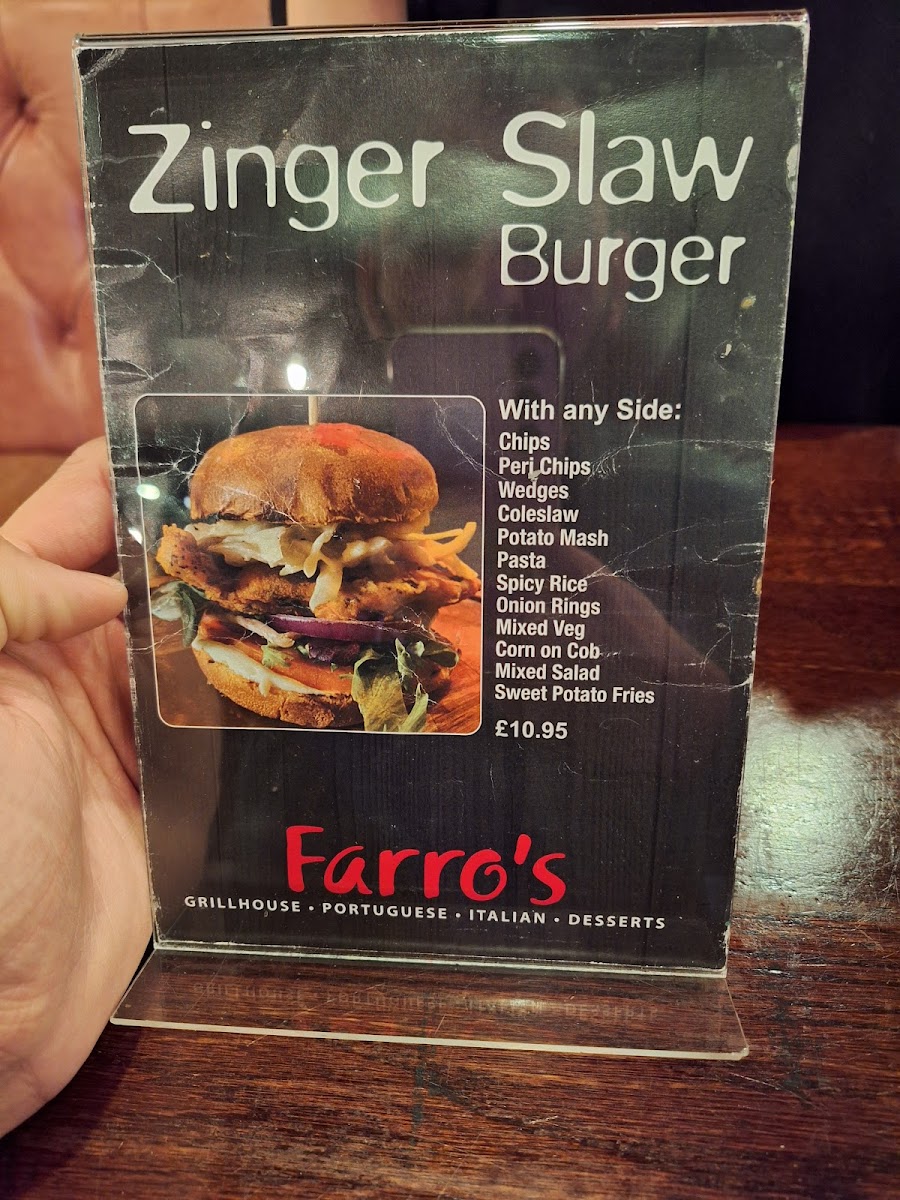 Zinger Slaw
Burger
With any Side:
Chips
Peri Chips
Wedges
Coleslaw
Potato Mash
Pasta
Spicy Rice
Onion Rings
Mixed Veg
Corn on Cob
Mixed Salad
Sweet Potato Fries
£10.95
Farro's
GRILLHOUSE • PORTUGUESE • ITALIAN • DESSERTS